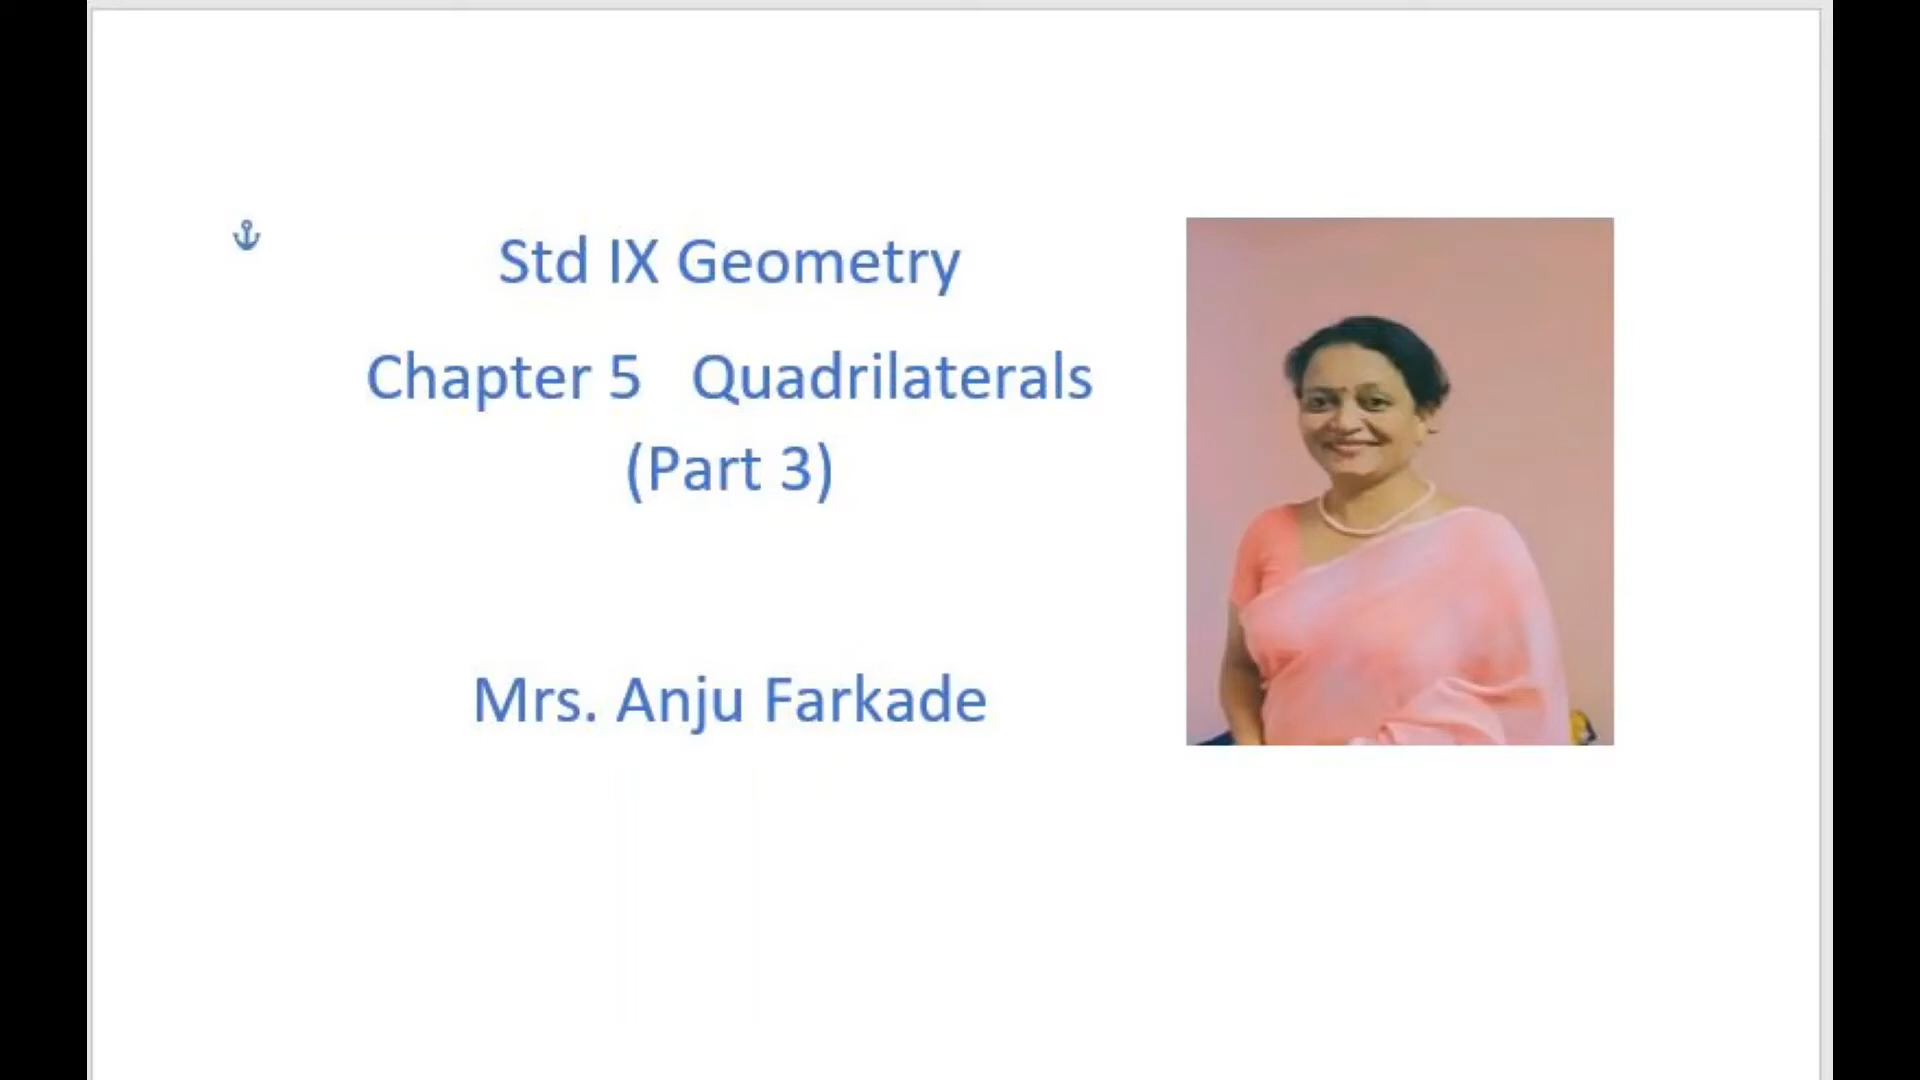 Std IX Geometry
Chapter 5 Quadrilaterals
(Part 3)
Mrs. Anju Farkade